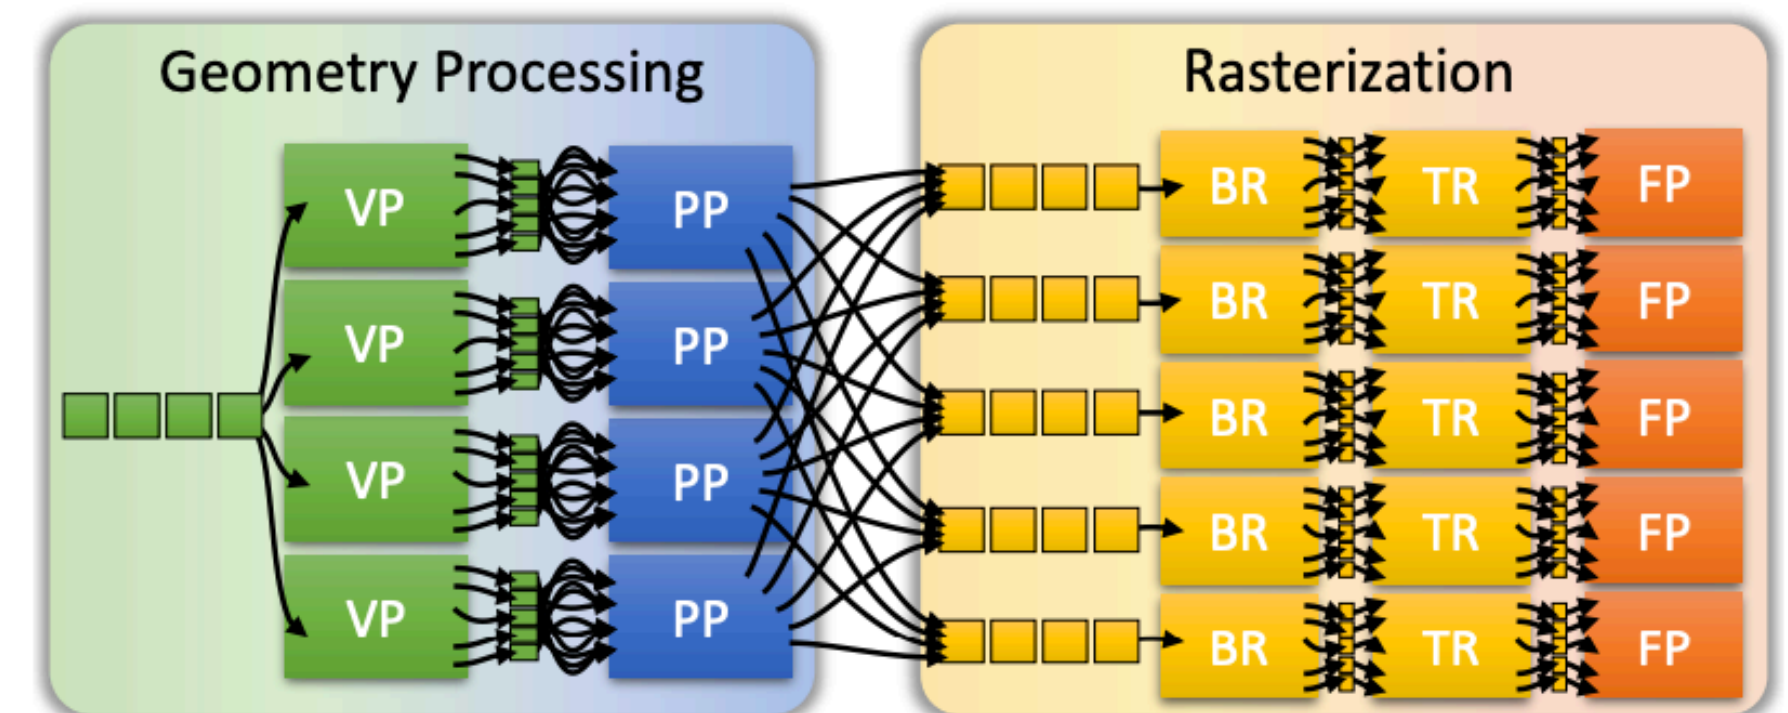 Geometry Processing
Rasterization
VP PP
VP PP
VP PP
VP PP
BR TR FP
BR TR FP
BR TR FP
BR TR FP
BR TR FP